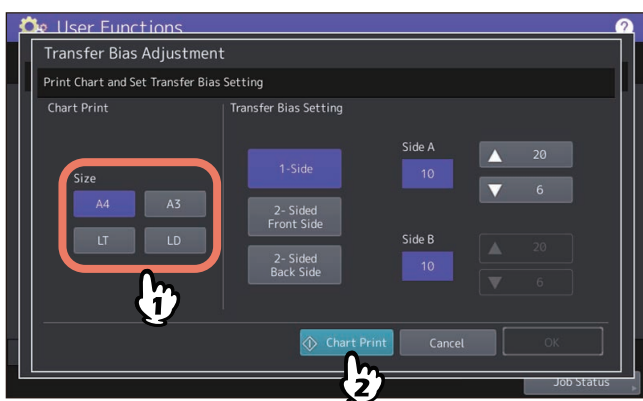 User Functions
?
Transfer Bias Adjustment
Print Chart and Set Transfer Bias Setting
Chart Print
Transfer Bias Setting
Size
A4
A3
LT
LD
1-Side
2- Sided
Front Side
2- Sided
Back Side
Side A
10
20
6
Side B
10
20
6
Chart Print
Cancel
OK
Job Status
1
2